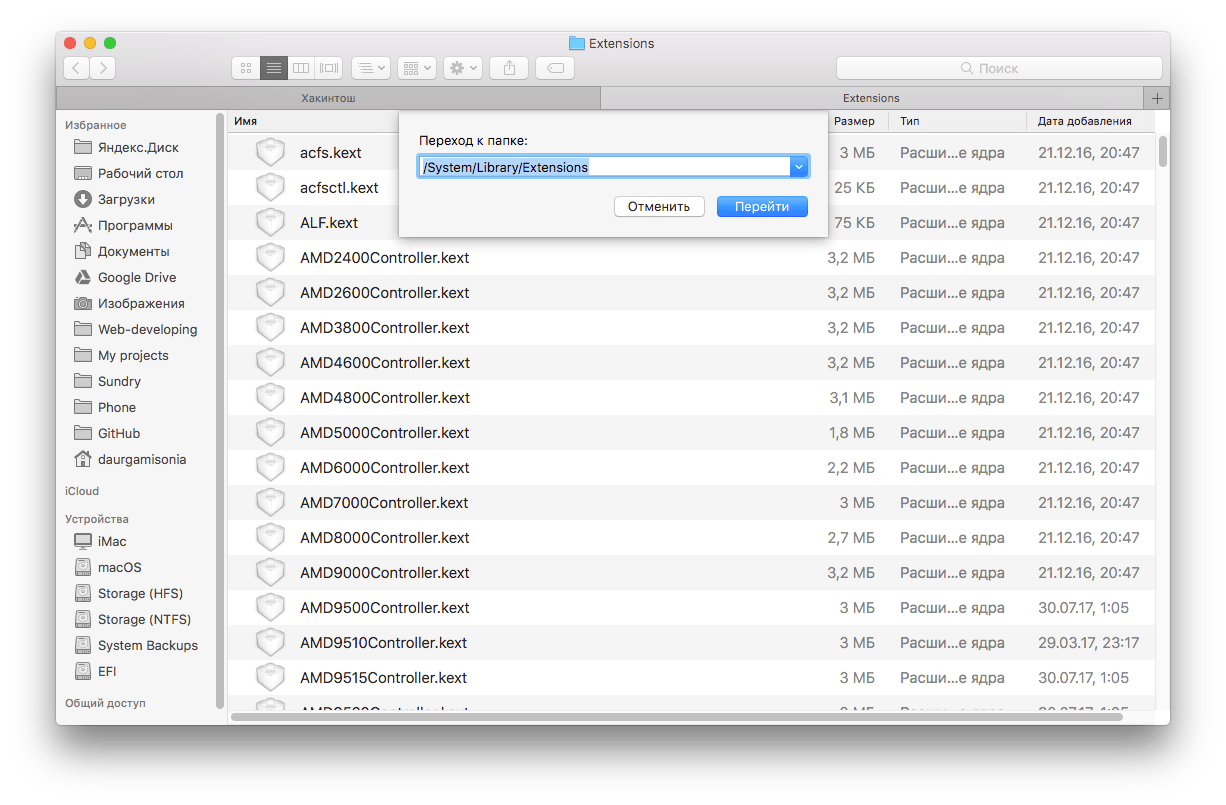 Extensions
Поиск
Хакинтош
Extensions
Избранное
Яндекс.Диск
Рабочий стол
Загрузки
Программы
Документы
Google Drive
Изображения
Web-developing
My projects
Sundry
Phone
GitHub
daurgamisonia
iCloud
Устройства
iMac
macOS
Storage (HFS)
Storage (NTFS)
System Backups
EFI
Общий доступ
Переход к папке:
/System/Library/Extensions
Отменить Перейти
Имя Размер Тип Дата добавления
acfs.kext 3 МБ Расши...е ядра 21.12.16, 20:47
acfsctl.kext 25 КБ Расши...е ядра 21.12.16, 20:47
ALF.kext 75 КБ Расши...е ядра 21.12.16, 20:47
AMD2400Controller.kext 3,2 МБ Расши...е ядра 21.12.16, 20:47
AMD2600Controller.kext 3,2 МБ Расши...е ядра 21.12.16, 20:47
AMD3800Controller.kext 3,2 МБ Расши...е ядра 21.12.16, 20:47
AMD4600Controller.kext 3,2 МБ Расши...е ядра 21.12.16, 20:47
AMD4800Controller.kext 3,1 МБ Расши...е ядра 21.12.16, 20:47
AMD5000Controller.kext 1,8 МБ Расши...е ядра 21.12.16, 20:47
AMD6000Controller.kext 2,2 МБ Расши...е ядра 21.12.16, 20:47
AMD7000Controller.kext 3 МБ Расши...е ядра 21.12.16, 20:47
AMD8000Controller.kext 2,7 МБ Расши...е ядра 21.12.16, 20:47
AMD9000Controller.kext 3,2 МБ Расши...е ядра 21.12.16, 20:47
AMD9500Controller.kext 3 МБ Расши...е ядра 30.07.17, 1:05
AMD9510Controller.kext 3 МБ Расши...е ядра 29.03.17, 23:17
AMD9515Controller.kext 3 МБ Расши...е ядра 30.07.17, 1:05